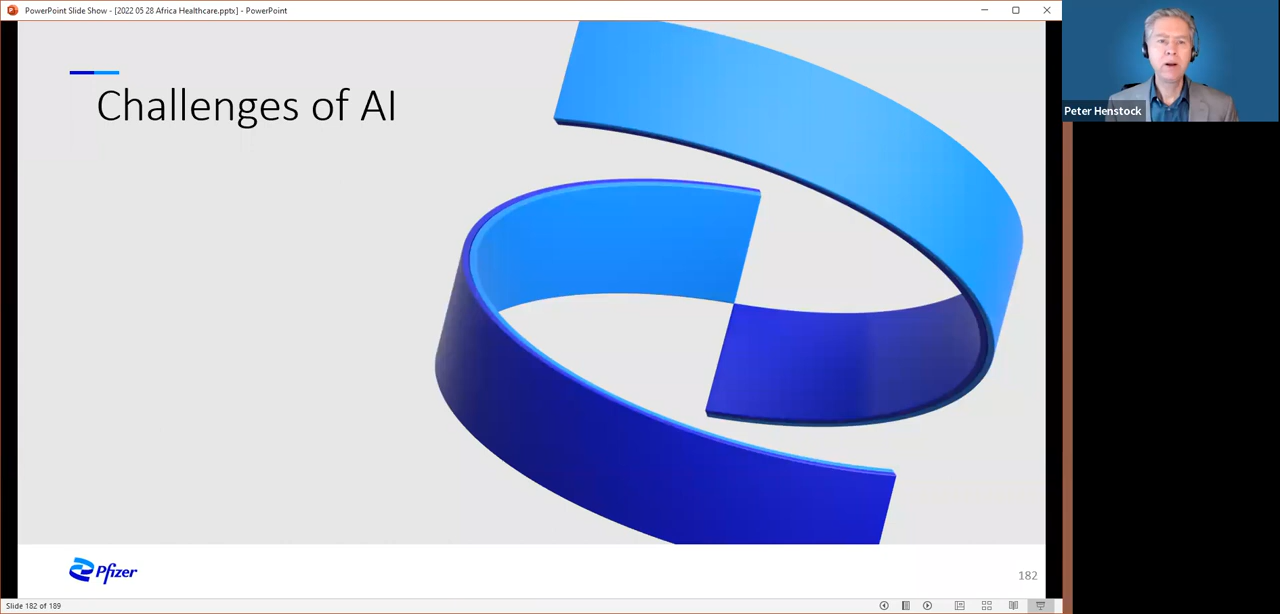 PowerPoint Slide Show - [2022 05 28 Africa Healthcare.pptx] - PowerPoint
Challenges of AI
Peter Henstock
Pfizer
182
Slide 182 of 189